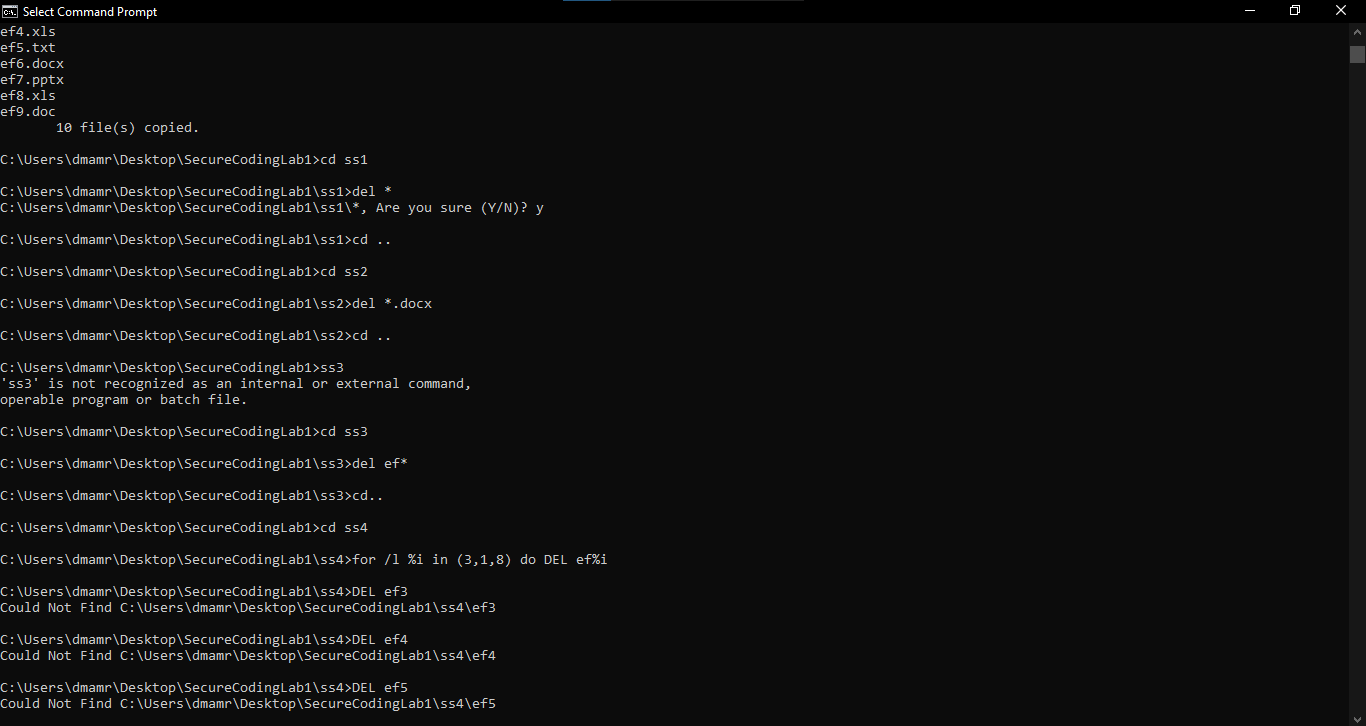 Select Command Prompt
ef4.xls
ef5.txt
ef6.docx
ef7.pptx
ef8.xls
ef9.doc
10 file(s) copied.
C:\Users\dmamr\Desktop\SecureCodingLab1>cd ss1
C:\Users\dmamr\Desktop\SecureCodingLab1\ss1>del *
C:\Users\dmamr\Desktop\SecureCodingLab1\ss1\*, Are you sure (Y/N)? y
C:\Users\dmamr\Desktop\SecureCodingLab1\ss1>cd ..
C:\Users\dmamr\Desktop\SecureCodingLab1>cd ss2
C:\Users\dmamr\Desktop\SecureCodingLab1\ss2>del *.docx
C:\Users\dmamr\Desktop\SecureCodingLab1\ss2>cd ..
C:\Users\dmamr\Desktop\SecureCodingLab1>ss3
'ss3' is not recognized as an internal or external command,
operable program or batch file.
C:\Users\dmamr\Desktop\SecureCodingLab1>cd ss3
C:\Users\dmamr\Desktop\SecureCodingLab1\ss3>del ef*
C:\Users\dmamr\Desktop\SecureCodingLab1\ss3>cd..
C:\Users\dmamr\Desktop\SecureCodingLab1>cd ss4
C:\Users\dmamr\Desktop\SecureCodingLab1\ss4>for /l %i in (3,1,8) do DEL ef%i
C:\Users\dmamr\Desktop\SecureCodingLab1\ss4>DEL ef3
Could Not Find C:\Users\dmamr\Desktop\SecureCodingLab1\ss4\ef3
C:\Users\dmamr\Desktop\SecureCodingLab1\ss4>DEL ef4
Could Not Find C:\Users\dmamr\Desktop\SecureCodingLab1\ss4\ef4
C:\Users\dmamr\Desktop\SecureCodingLab1\ss4>DEL ef5
Could Not Find C:\Users\dmamr\Desktop\SecureCodingLab1\ss4\ef5